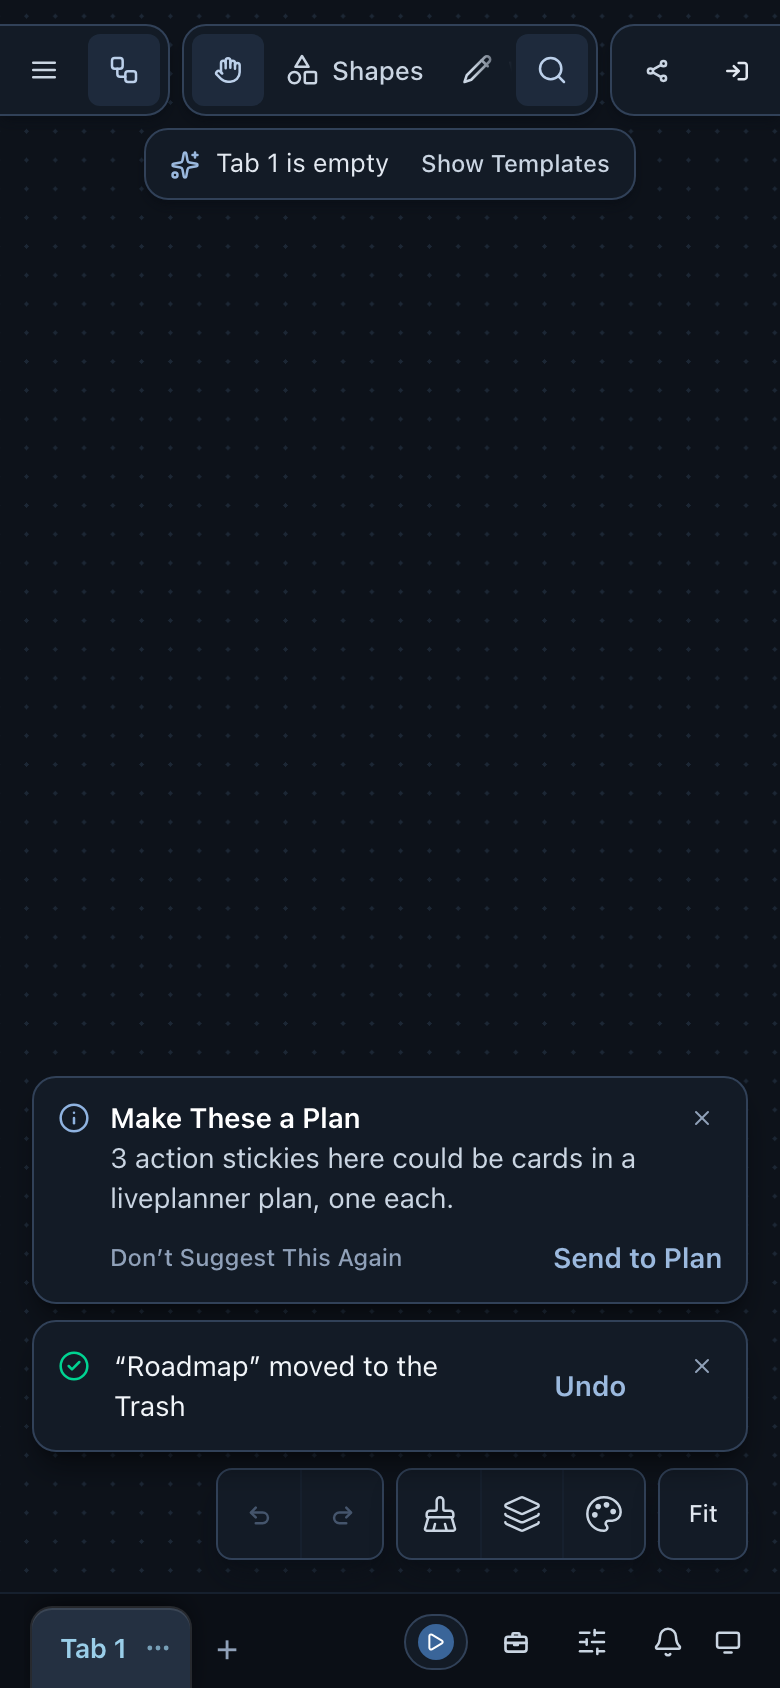 Shapes
Tab 1 is empty Show Templates
Make These a Plan
3 action stickies here could be cards in a
liveplanner plan, one each.
Don’t Suggest This Again Send to Plan
“Roadmap” moved to the
Trash
Undo
Fit
Tab 1